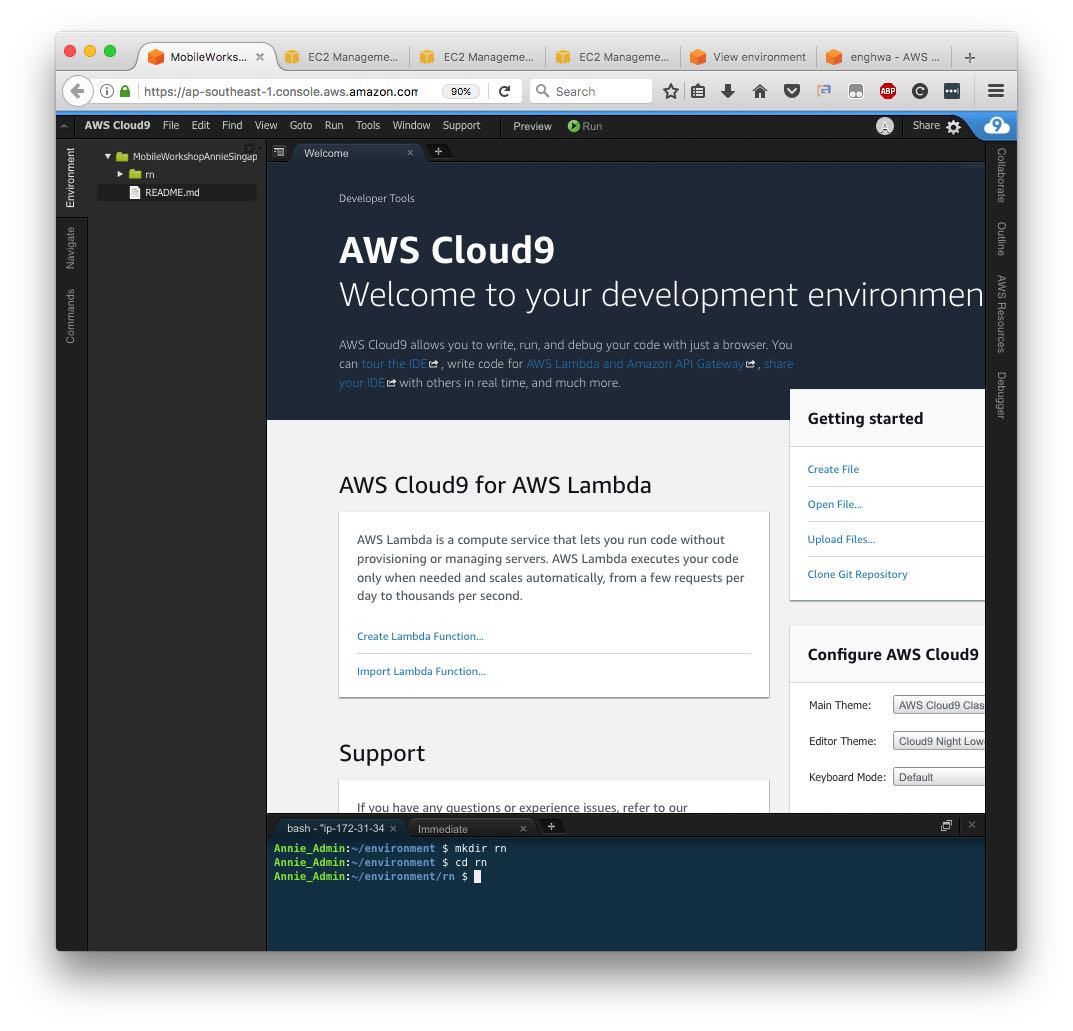 MobileWorks...
EC2 Manageme...
EC2 Manageme...
EC2 Manageme...
View environment
enghwa - AWS ...
https://ap-southeast-1.console.aws.amazon.com
90%
Search
ABP
AWS Cloud9 File Edit Find View Goto Run Tools Window Support Preview Run
Share
9
Environment
Navigate
Commands
MobileWorkshopAnnieSingap
rn
README.md
Welcome
Developer Tools
AWS Cloud9
Welcome to your development environmen
AWS Cloud9 allows you to write, run, and debug your code with just a browser. You
can tour the IDE , write code for AWS Lambda and Amazon API Gateway , share
your IDE with others in real time, and much more.
AWS Cloud9 for AWS Lambda
AWS Lambda is a compute service that lets you run code without
provisioning or managing servers. AWS Lambda executes your code
only when needed and scales automatically, from a few requests per
day to thousands per second.
Create Lambda Function...
Import Lambda Function...
Support
If you have any questions or experience issues, refer to our
Getting started
Create File
Open File...
Upload Files...
Clone Git Repository
Configure AWS Cloud9
Main Theme: AWS Cloud9 Clas
Editor Theme: Cloud9 Night Low
Keyboard Mode: Default
Collaborate
Outline
AWS Resources
Debugger
bash - "ip-172-31-34
Immediate
Annie_Admin:~/environment $ mkdir rn
Annie_Admin:~/environment $ cd rn
Annie_Admin:~/environment/rn $